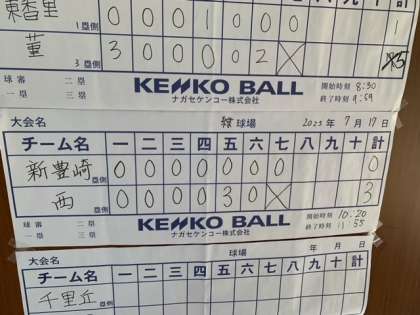 東香里 1塁側 0 0 0 1 0 0 0 1
菫 3塁側 3 0 0 0 0 2 X 5
球審 二塁 KENKO BALL 開始時刻 8:30
一塁 三塁 ナガセケンコー株式会社 終了時刻 9:59
大会名 球場 2025年7月17日
チーム名 一 二 三 四 五 六 七 八 九 十 計
新豊崎 塁側 0 0 0 0 0 0 0 0
西 塁側 0 0 0 0 3 0 X 3
球審 二塁 KENKO BALL 開始時刻 10:20
一塁 三塁 ナガセケンコー株式会社 終了時刻 11:55
大会名 球場 年 月 日
チーム名 一 二 三 四 五 六 七 八 九 十 計
千里丘